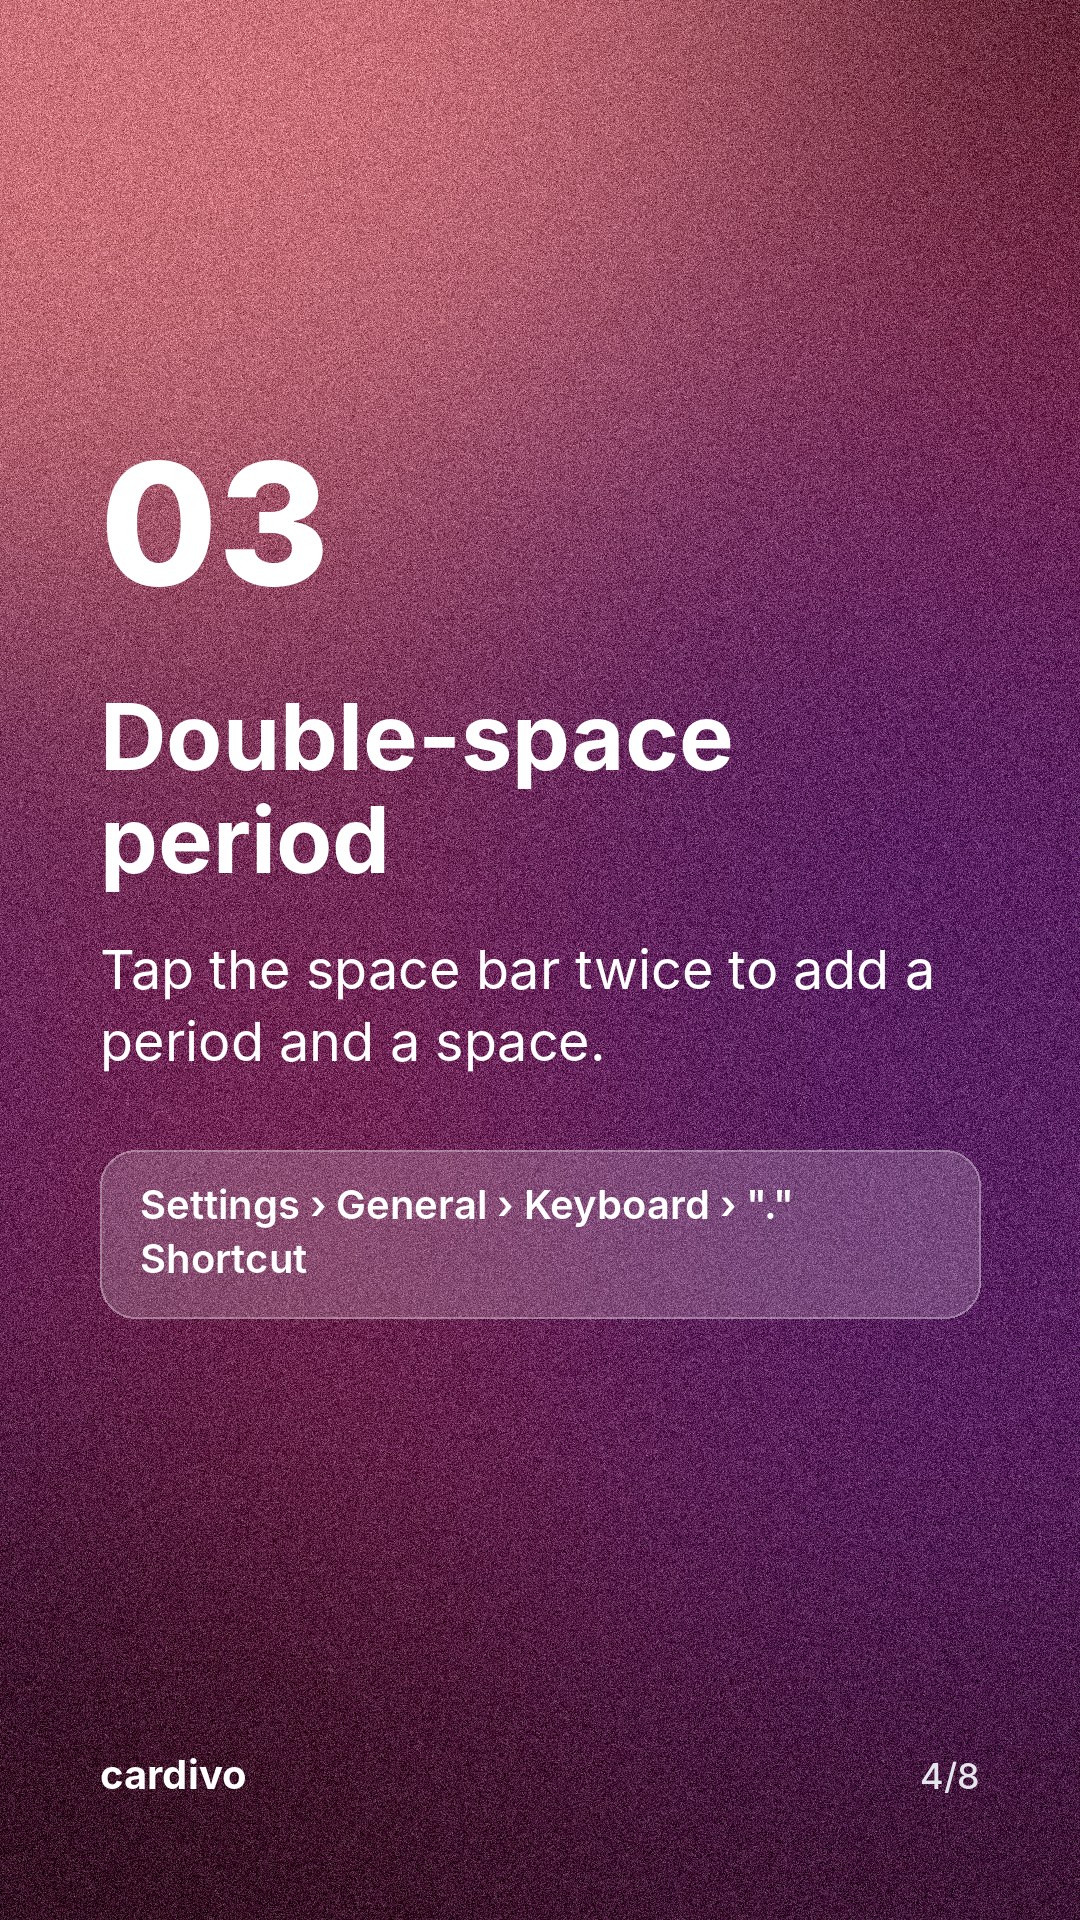 03
Double-space
period
Tap the space bar twice to add a
period and a space.
Settings › General › Keyboard › "."
Shortcut
cardivo
4/8